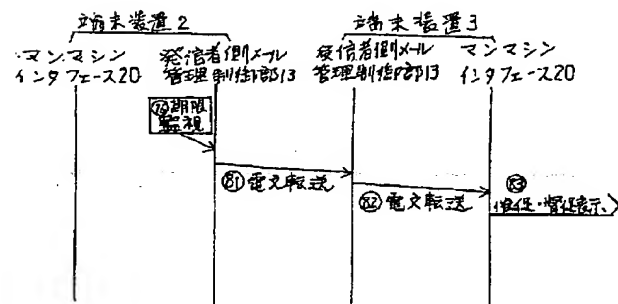 端末装置2
端末装置3
マンマシン
インタフェース20
発信者側メール
管理制御部13
発信者側メール
管理制御部13
マンマシン
インタフェース20
期限
監視
81 電文転送
82 電文転送
83
催促・督促表示